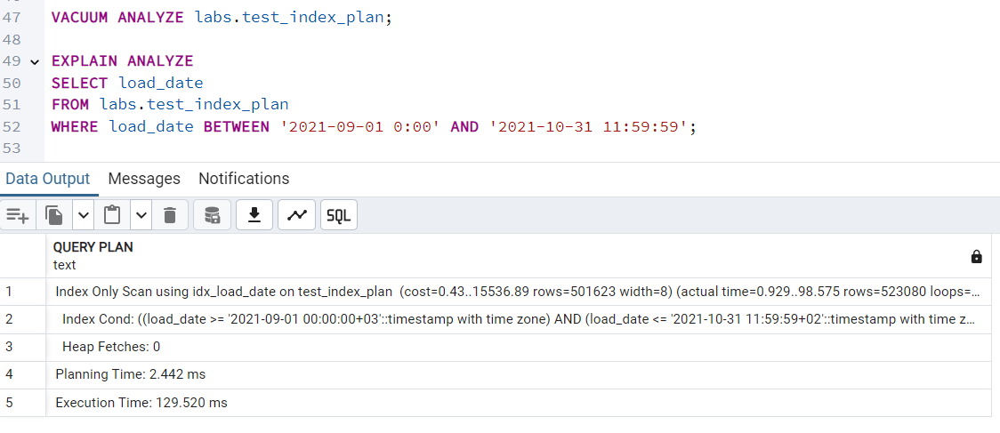 47 VACUUM ANALYZE labs.test_index_plan;
48
49 EXPLAIN ANALYZE
50 SELECT load_date
51 FROM labs.test_index_plan
52 WHERE load_date BETWEEN '2021-09-01 0:00' AND '2021-10-31 11:59:59';
53
Data Output Messages Notifications
SQL
QUERY PLAN
text
1 Index Only Scan using idx_load_date on test_index_plan (cost=0.43..15536.89 rows=501623 width=8) (actual time=0.929..98.575 rows=523080 loops=...
2 Index Cond: ((load_date >= '2021-09-01 00:00:00+03'::timestamp with time zone) AND (load_date <= '2021-10-31 11:59:59+02'::timestamp with time z...
3 Heap Fetches: 0
4 Planning Time: 2.442 ms
5 Execution Time: 129.520 ms